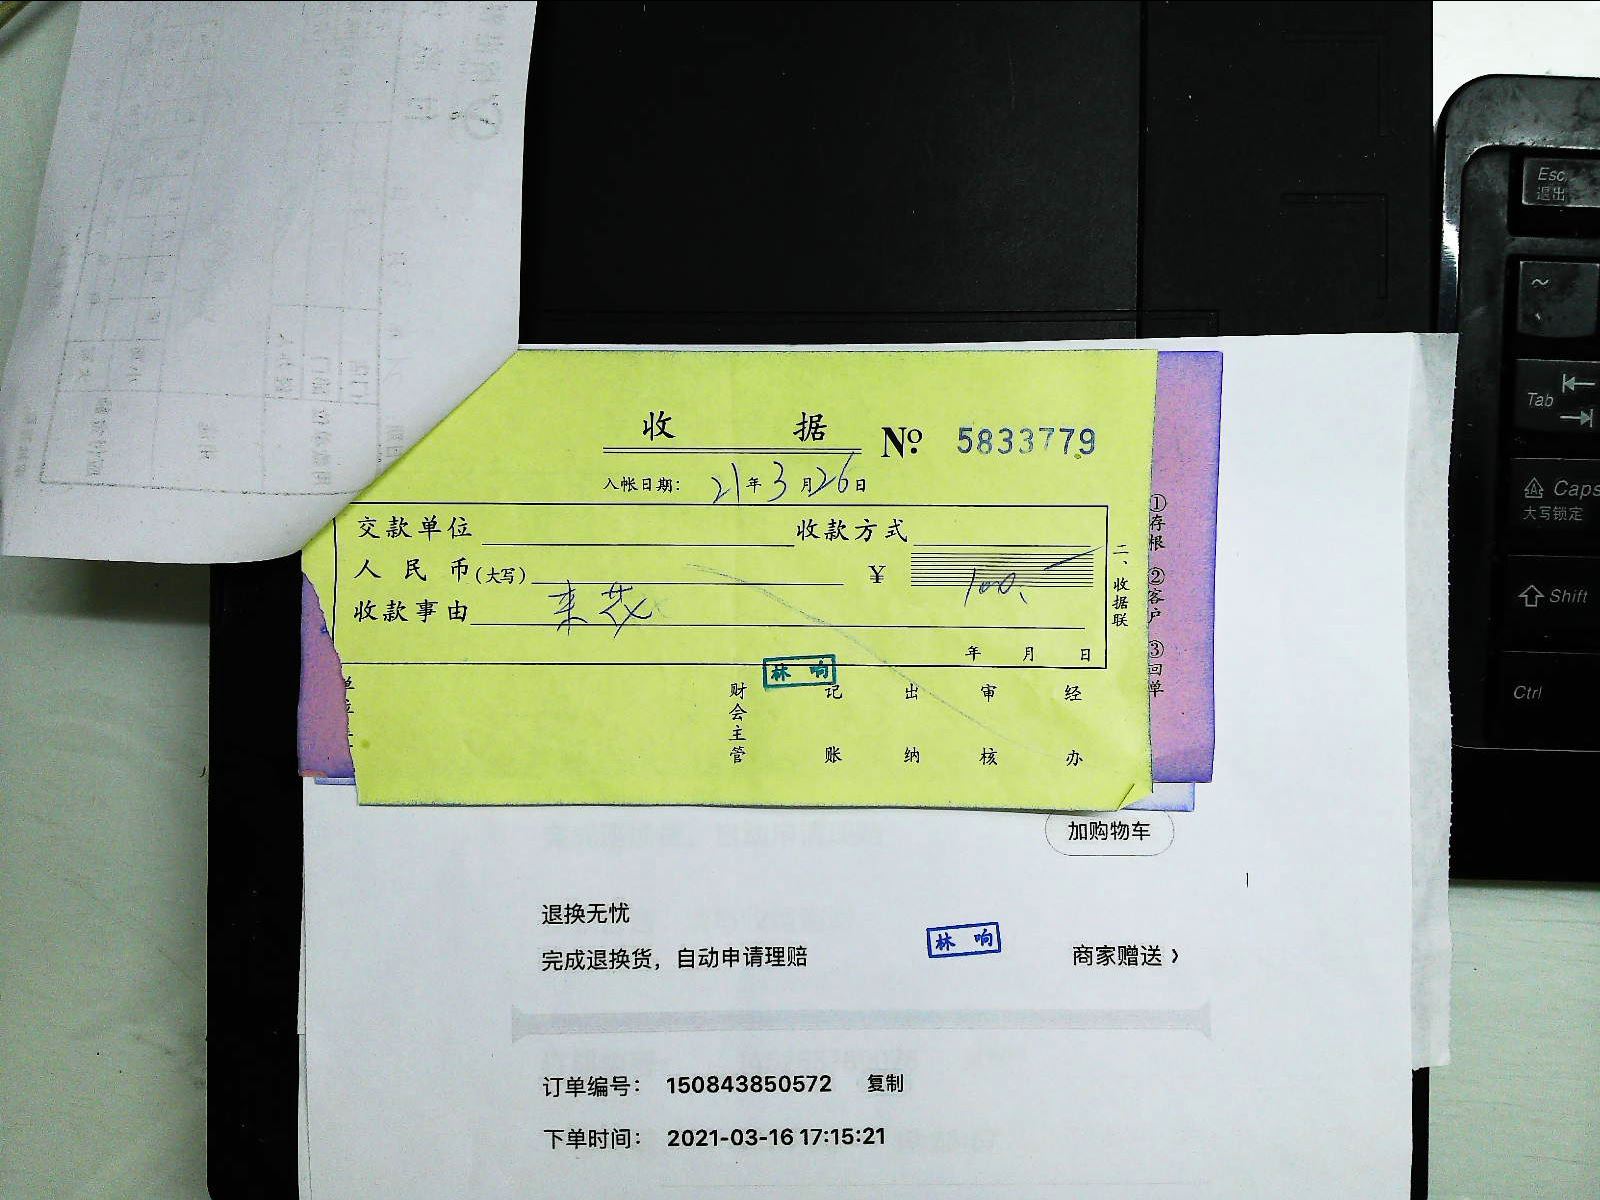 收 据 No 5833779
入帐日期: 21年3月26日
交款单位 收款方式
人民币(大写) ¥ 100
收款事由
年 月 日
二、收据联
①存根 ②客户 ③回单
林 响
财会主管 记账 出纳 审核 经办
加购物车
退换无忧
完成退换货，自动申请理赔 商家赠送 >
林 响
订单编号： 150843850572 复制
下单时间： 2021-03-16 17:15:21
Esc
退出
~
Tab
Caps
大写锁定
Shift
Ctrl